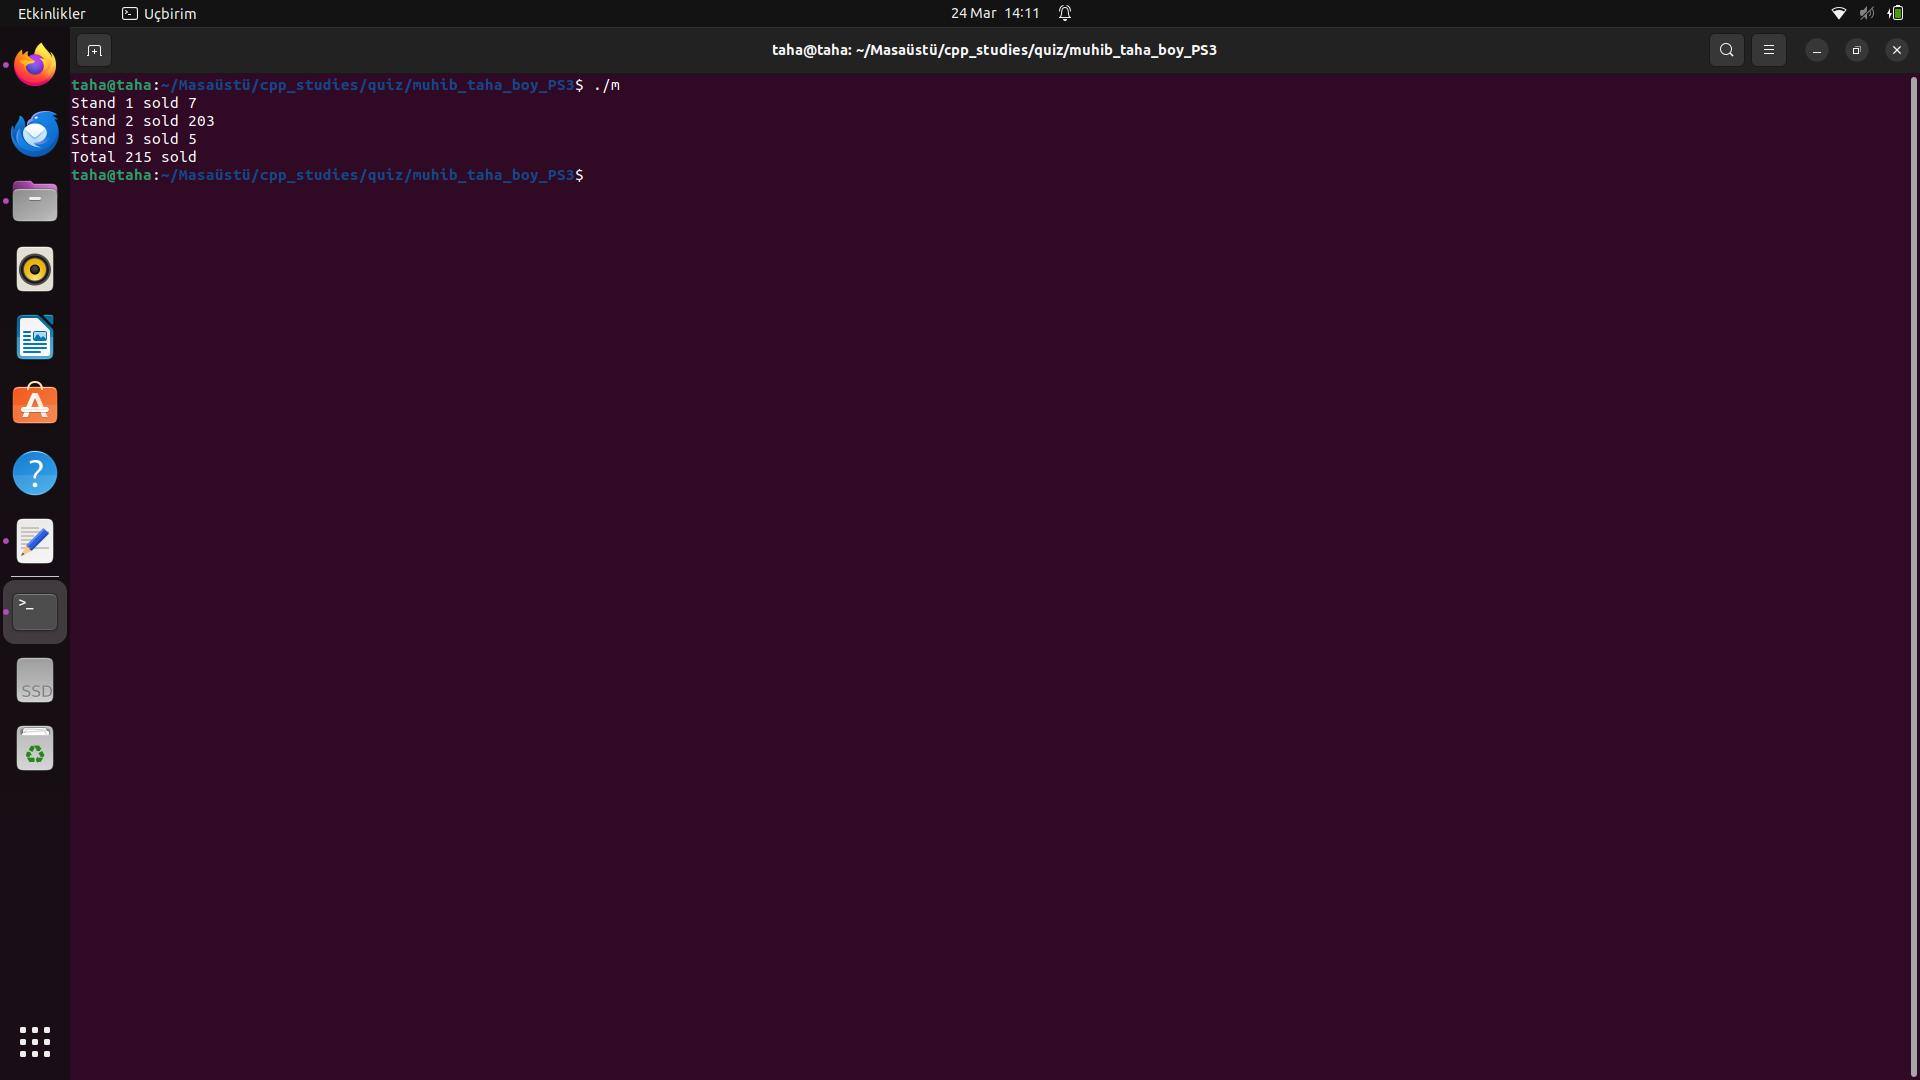 Etkinlikler
Uçbirim
24 Mar 14:11
taha@taha: ~/Masaüstü/cpp_studies/quiz/muhib_taha_boy_PS3
taha@taha:~/Masaüstü/cpp_studies/quiz/muhib_taha_boy_PS3$ ./m
Stand 1 sold 7
Stand 2 sold 203
Stand 3 sold 5
Total 215 sold
taha@taha:~/Masaüstü/cpp_studies/quiz/muhib_taha_boy_PS3$
SSD